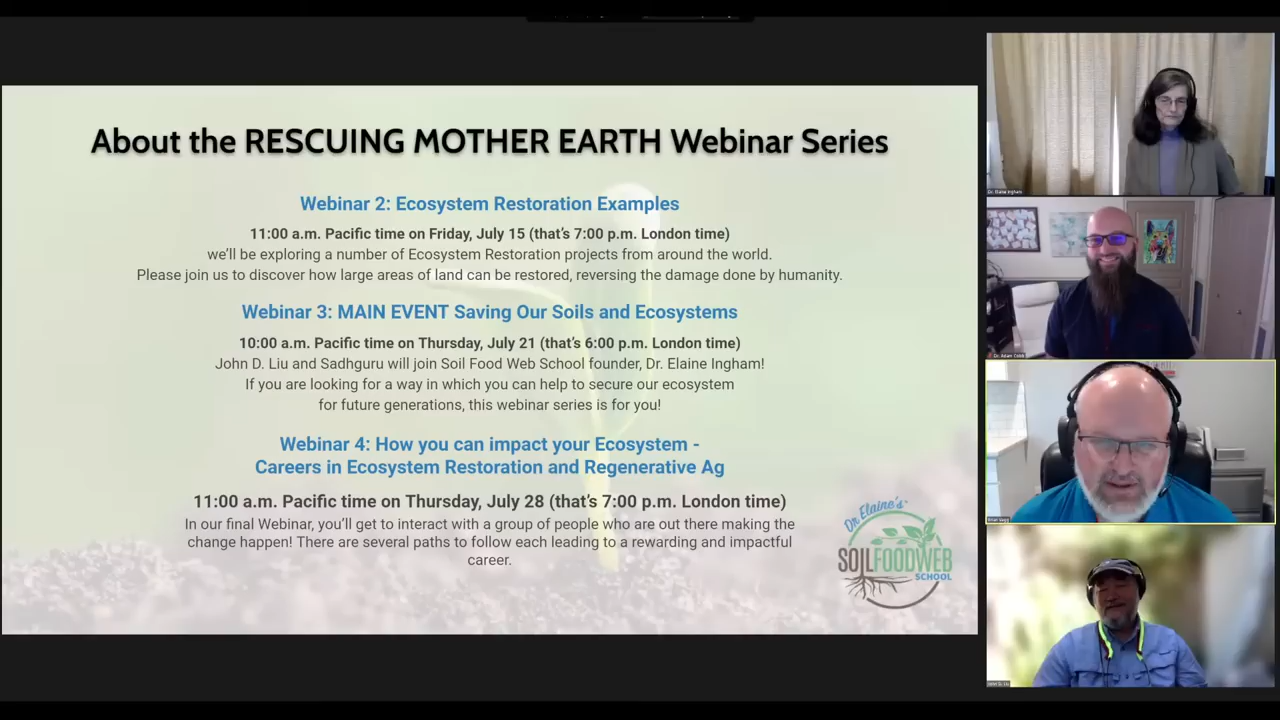 About the RESCUING MOTHER EARTH Webinar Series
Webinar 2: Ecosystem Restoration Examples
11:00 a.m. Pacific time on Friday, July 15 (that's 7:00 p.m. London time)
we'll be exploring a number of Ecosystem Restoration projects from around the world.
Please join us to discover how large areas of land can be restored, reversing the damage done by humanity.
Webinar 3: MAIN EVENT Saving Our Soils and Ecosystems
10:00 a.m. Pacific time on Thursday, July 21 (that's 6:00 p.m. London time)
John D. Liu and Sadhguru will join Soil Food Web School founder, Dr. Elaine Ingham!
If you are looking for a way in which you can help to secure our ecosystem
for future generations, this webinar series is for you!
Webinar 4: How you can impact your Ecosystem -
Careers in Ecosystem Restoration and Regenerative Ag
11:00 a.m. Pacific time on Thursday, July 28 (that's 7:00 p.m. London time)
In our final Webinar, you'll get to interact with a group of people who are out there making the
change happen! There are several paths to follow each leading to a rewarding and impactful
career.
Dr Elaine's
SOILFOODWEB
SCHOOL
Dr. Elaine Ingham
Dr. Adam Cobb
John D. Liu